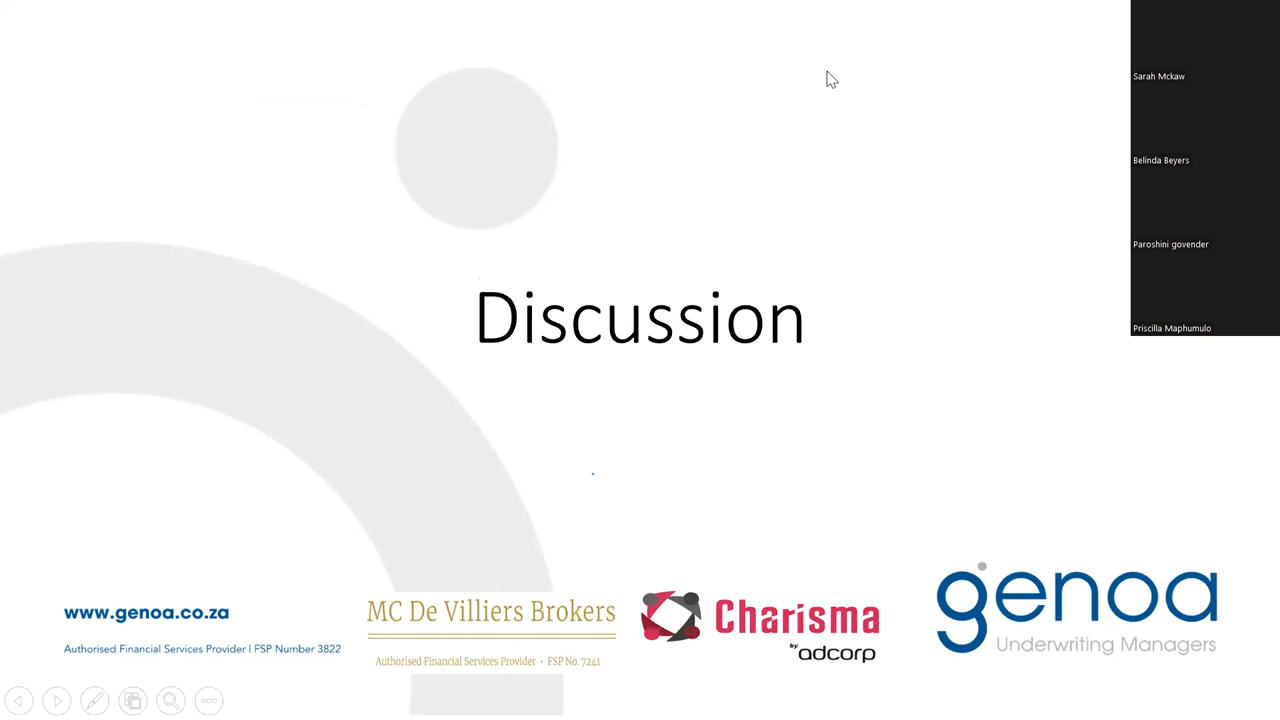 Sarah Mckaw
Belinda Beyers
Paroshini govender
Priscilla Maphumulo
Discussion
www.genoa.co.za
Authorised Financial Services Provider | FSP Number 3822
MC De Villiers Brokers
Authorised Financial Services Provider • FSP No. 7241
Charisma
by adcorp
genoa
Underwriting Managers